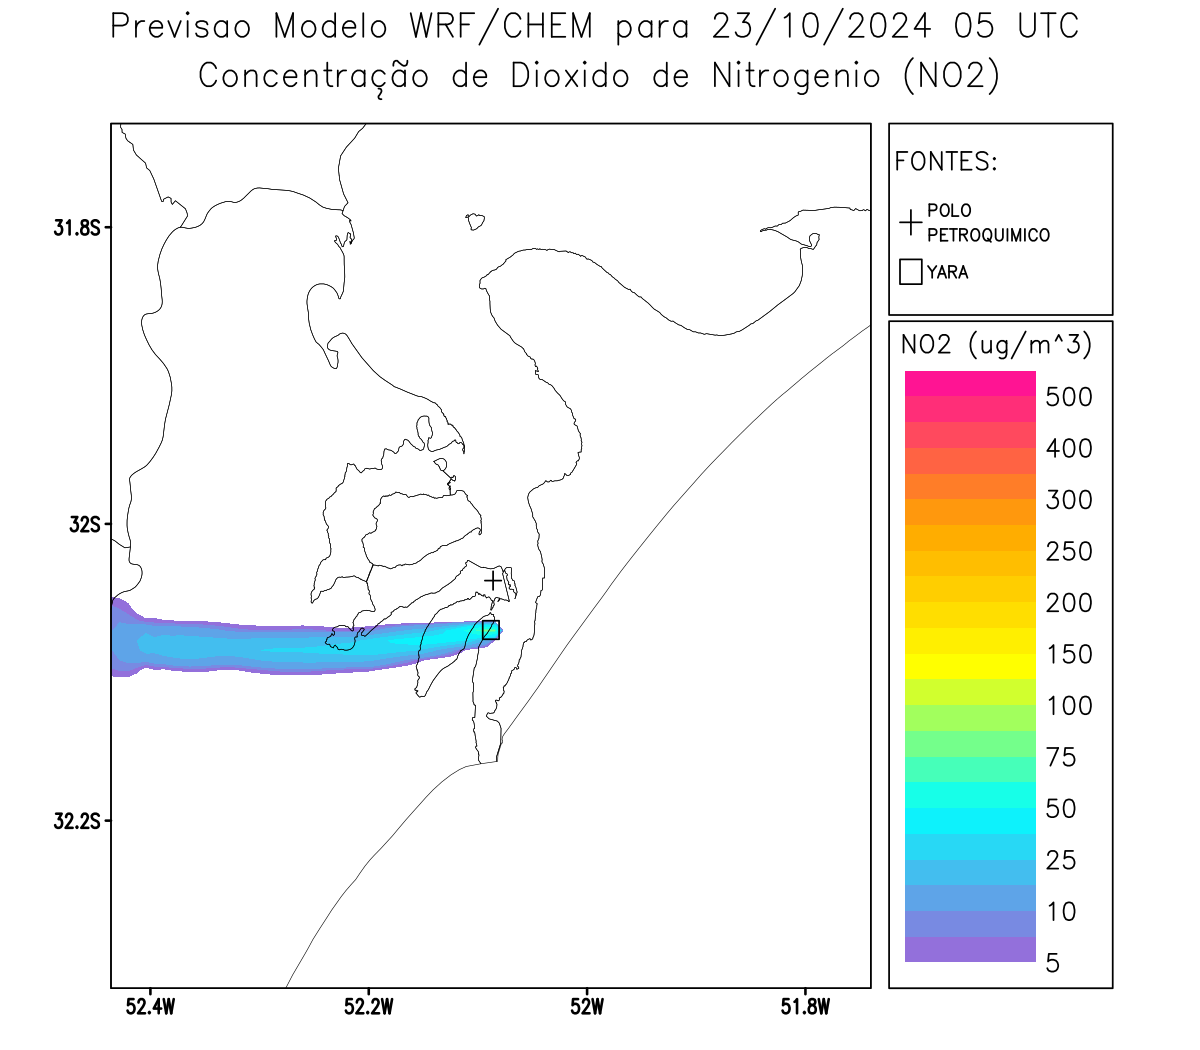 Previsao Modelo WRF/CHEM para 23/10/2024 05 UTC
Concentração de Dioxido de Nitrogenio (NO2)
FONTES:
POLO
PETROQUIMICO
YARA
31.8S
32S
32.2S
52.4W
52.2W
52W
51.8W
NO2 (ug/m^3)
500
400
300
250
200
150
100
75
50
25
10
5